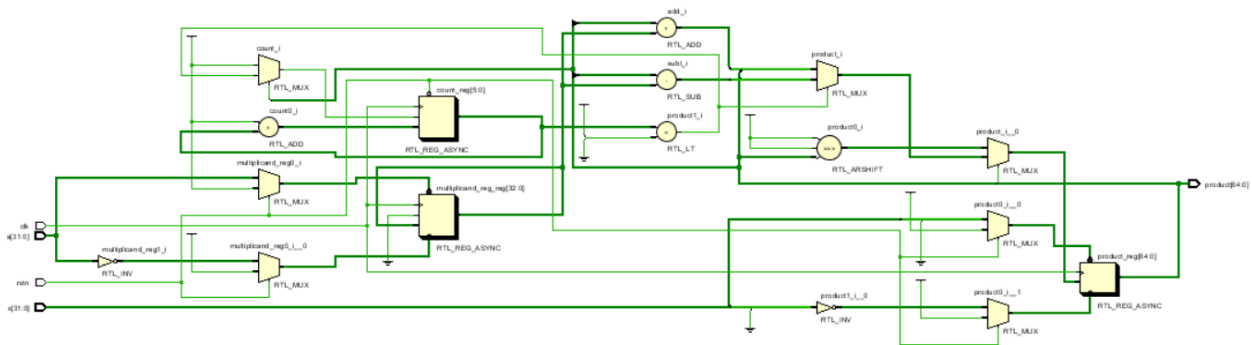 add_i
+
RTL_ADD
count_i
RTL_MUX
subt_i
-
RTL_SUB
product_i
RTL_MUX
count_reg[5:0]
RTL_REG_ASYNC
count0_i
+
RTL_ADD
product1_i
<
RTL_LT
product0_i
>>>
RTL_ARSHIFT
product_i__0
RTL_MUX
multiplicand_reg0_i
RTL_MUX
multiplicand_reg_reg[32:0]
RTL_REG_ASYNC
product[64:0]
clk
a[31:0]
multiplicand_reg1_i
RTL_INV
multiplicand_reg0_i__0
RTL_MUX
product0_i__0
RTL_MUX
product_reg[64:0]
RTL_REG_ASYNC
rstn
x[31:0]
product1_i__0
RTL_INV
product0_i__1
RTL_MUX